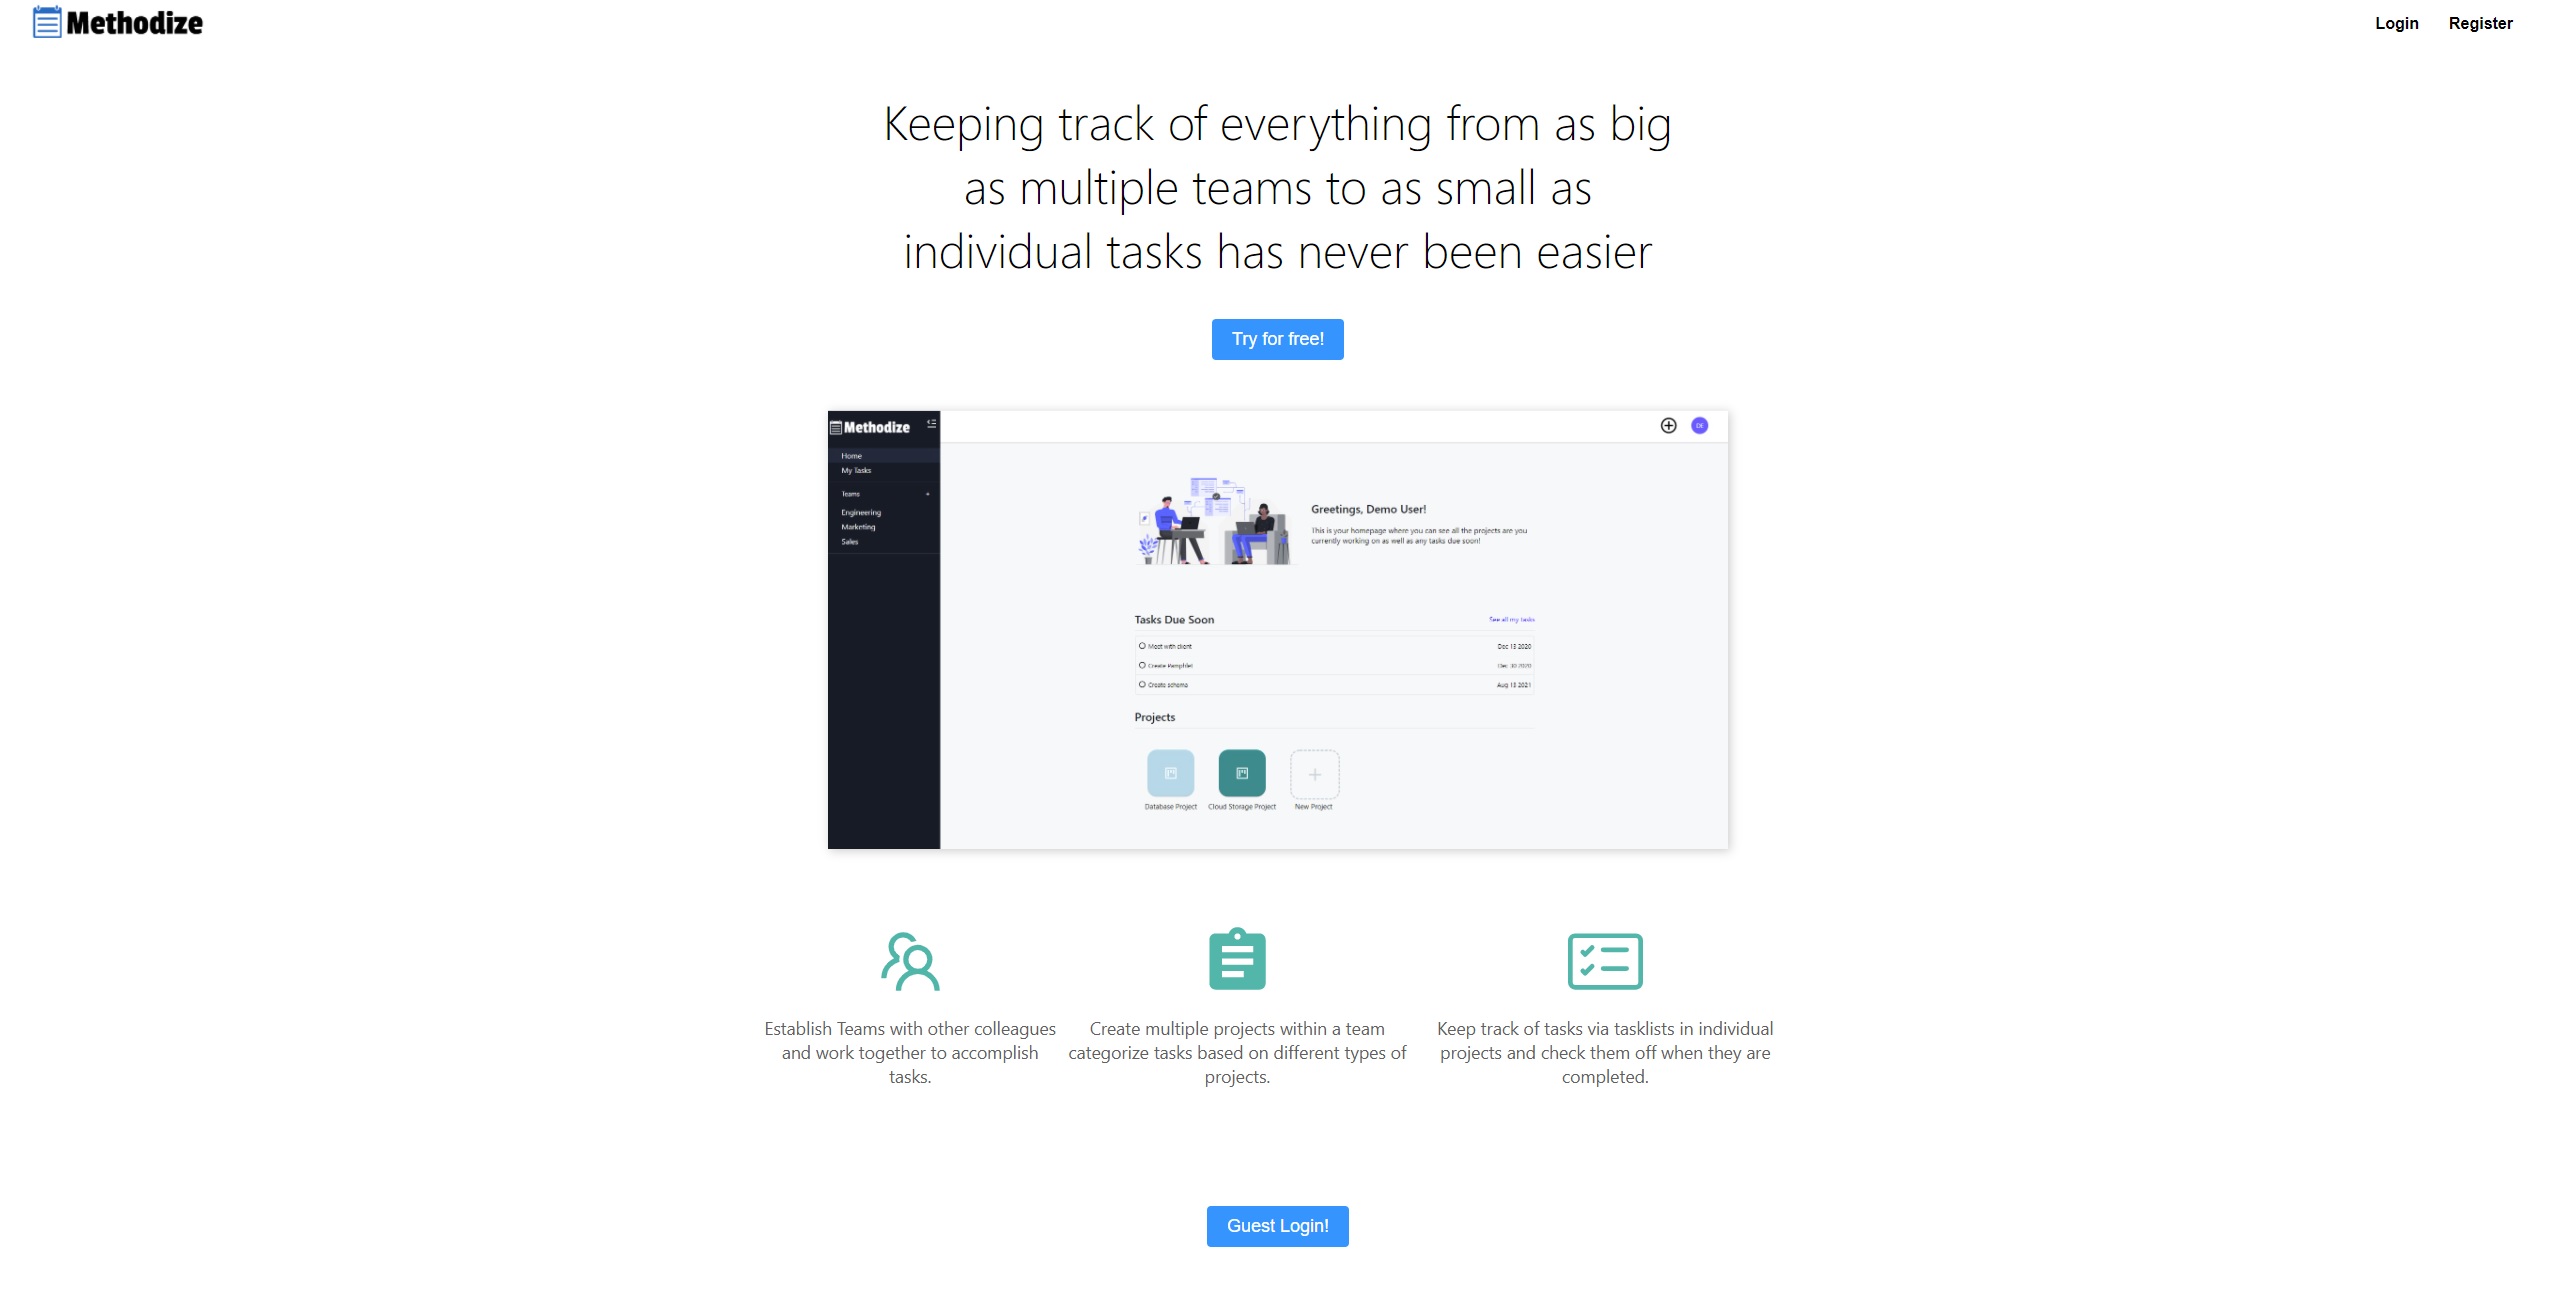 Methodize
Login Register
Keeping track of everything from as big
as multiple teams to as small as
individual tasks has never been easier
Try for free!
Methodize
Home
My Tasks
Teams +
Engineering
Marketing
Sales
DE
Greetings, Demo User!
This is your homepage where you can see all the projects are you
currently working on as well as any tasks due soon!
Tasks Due Soon See all my tasks
Meet with client Dec 13 2020
Create Pamphlet Dec 30 2020
Create schema Aug 13 2021
Projects
Database Project Cloud Storage Project New Project
Establish Teams with other colleagues
and work together to accomplish
tasks.
Create multiple projects within a team
categorize tasks based on different types of
projects.
Keep track of tasks via tasklists in individual
projects and check them off when they are
completed.
Guest Login!